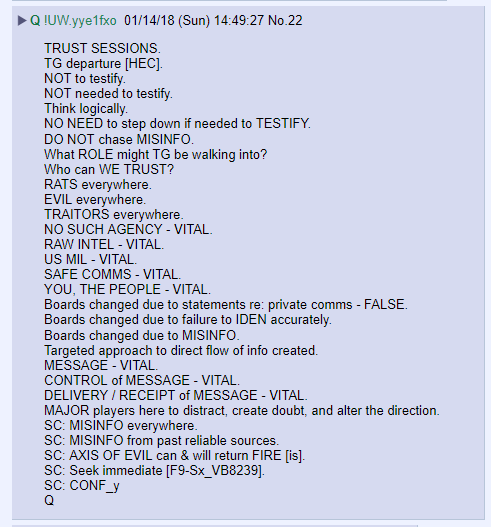 ▶ Q !UW.yye1fxo 01/14/18 (Sun) 14:49:27 No.22
TRUST SESSIONS.
TG departure [HEC].
NOT to testify.
NOT needed to testify.
Think logically.
NO NEED to step down if needed to TESTIFY.
DO NOT chase MISINFO.
What ROLE might TG be walking into?
Who can WE TRUST?
RATS everywhere.
EVIL everywhere.
TRAITORS everywhere.
NO SUCH AGENCY - VITAL.
RAW INTEL - VITAL.
US MIL - VITAL.
SAFE COMMS - VITAL.
YOU, THE PEOPLE - VITAL.
Boards changed due to statements re: private comms - FALSE.
Boards changed due to failure to IDEN accurately.
Boards changed due to MISINFO.
Targeted approach to direct flow of info created.
MESSAGE - VITAL.
CONTROL of MESSAGE - VITAL.
DELIVERY / RECEIPT of MESSAGE - VITAL.
MAJOR players here to distract, create doubt, and alter the direction.
SC: MISINFO everywhere.
SC: MISINFO from past reliable sources.
SC: AXIS OF EVIL can & will return FIRE [is].
SC: Seek immediate [F9-Sx_VB8239].
SC: CONF_y
Q